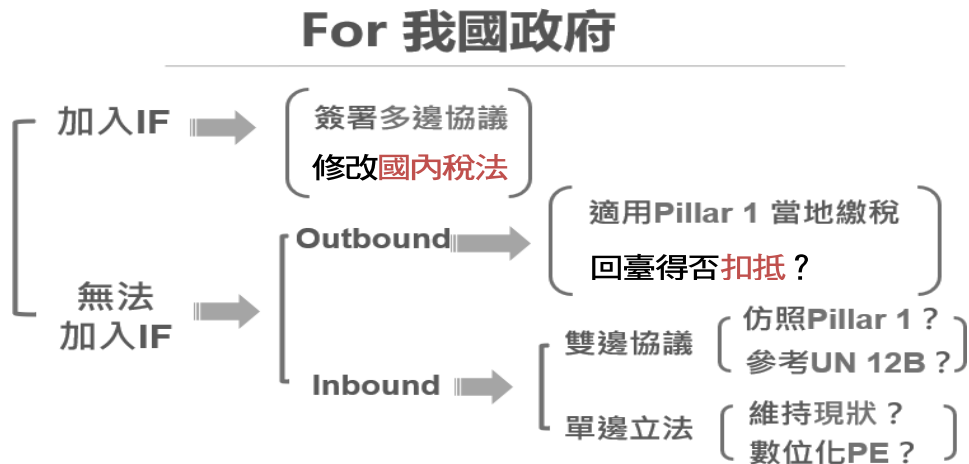 For 我國政府
加入IF
簽署多邊協議
修改國內稅法
無法
加入IF
Outbound
適用Pillar 1 當地繳稅
回臺得否扣抵？
Inbound
雙邊協議
仿照Pillar 1？
參考UN 12B？
單邊立法
維持現狀？
數位化PE？